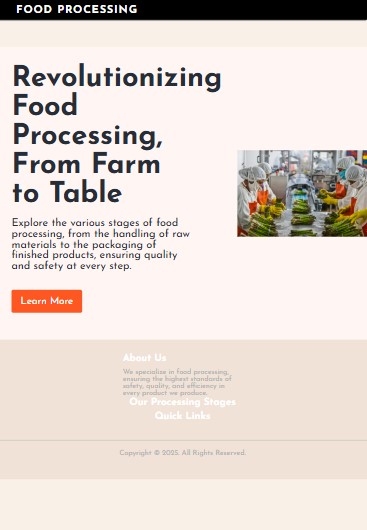 FOOD PROCESSING
Revolutionizing
Food
Processing,
From Farm
to Table
Explore the various stages of food
processing, from the handling of raw
materials to the packaging of
finished products, ensuring quality
and safety at every step.
Learn More
About Us
We specialize in food processing,
ensuring the highest standards of
safety, quality, and efficiency in
every product we produce.
Our Processing Stages
Quick Links
Copyright © 2025. All Rights Reserved.